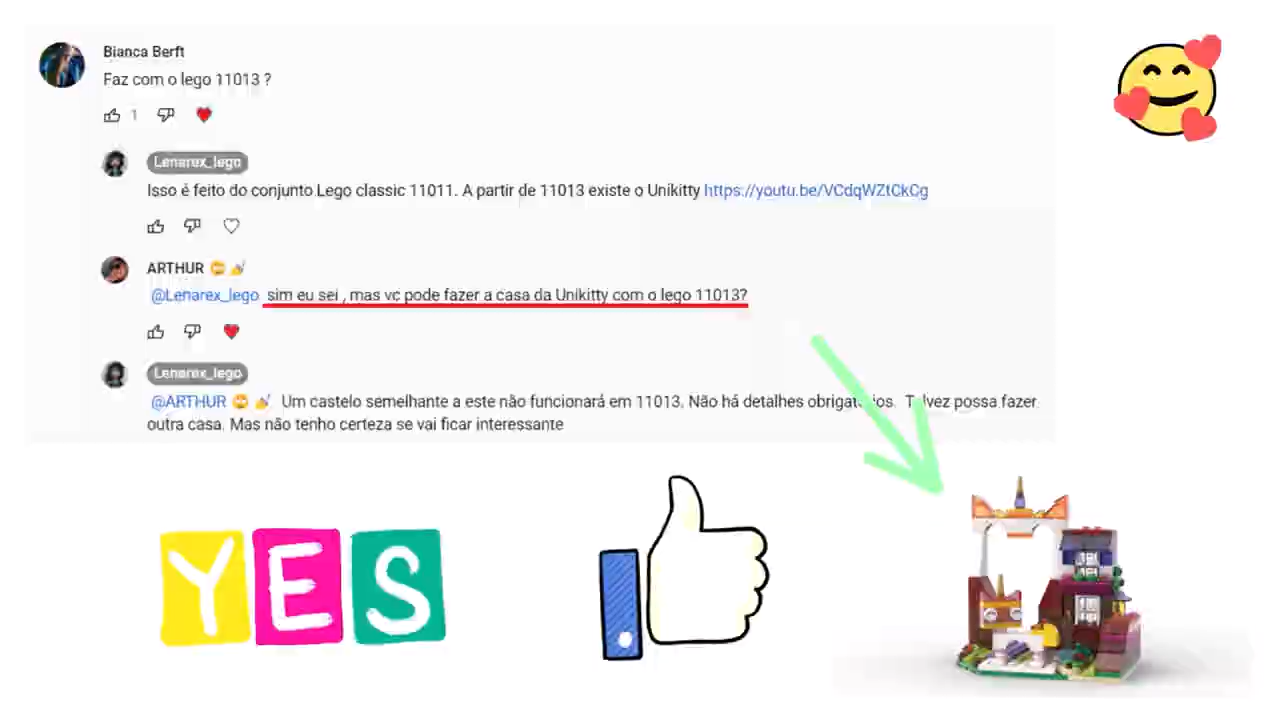 Bianca Berft
Faz com o lego 11013 ?
1
Lenarex_lego
Isso é feito do conjunto Lego classic 11011. A partir de 11013 existe o Unikitty https://youtu.be/VCdqWZtCkCg
ARTHUR
@Lenarex_lego sim eu sei , mas vc pode fazer a casa da Unikitty com o lego 11013?
Lenarex_lego
@ARTHUR Um castelo semelhante a este não funcionará em 11013. Não há detalhes possa fazer
outra casa. Mas não tenho certeza se vai ficar interessante
YES